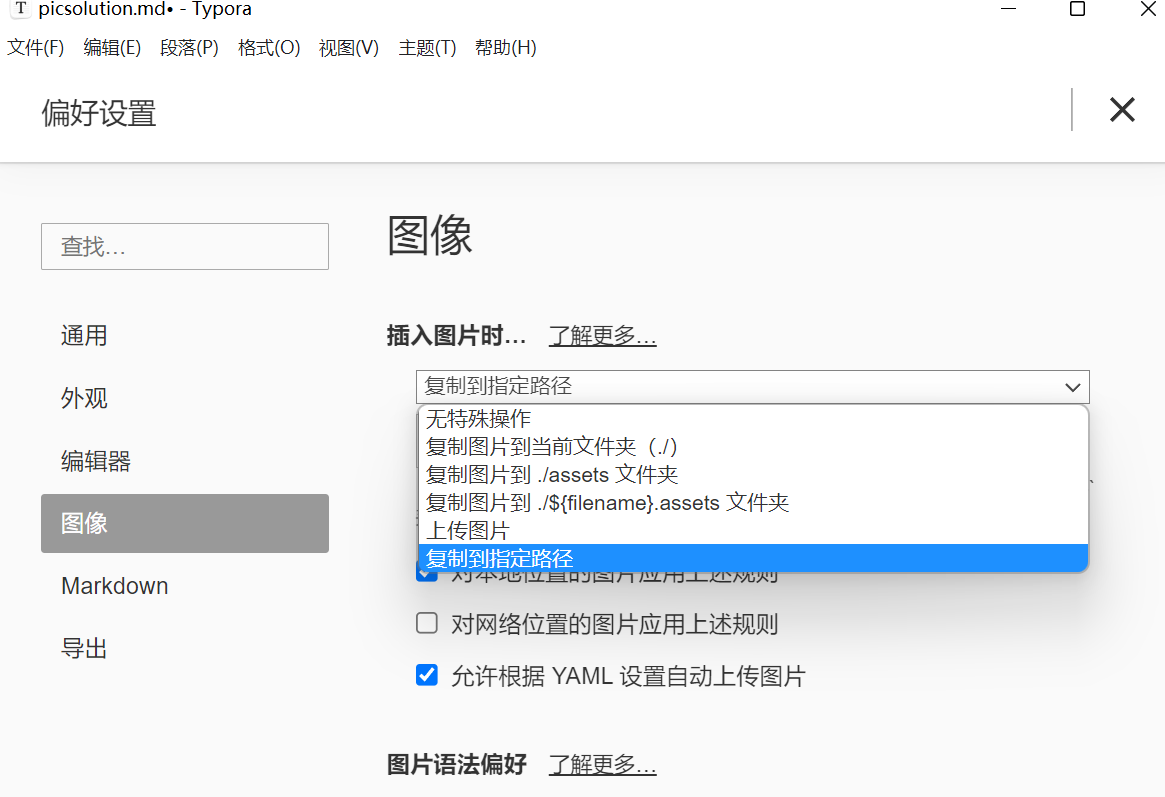 picsolution.md• - Typora
文件(F) 编辑(E) 段落(P) 格式(O) 视图(V) 主题(T) 帮助(H)
偏好设置
查找…
通用
外观
编辑器
图像
Markdown
导出
图像
插入图片时… 了解更多…
复制到指定路径
无特殊操作
复制图片到当前文件夹（./）
复制图片到 ./assets 文件夹
复制图片到 ./${filename}.assets 文件夹
上传图片
复制到指定路径
对本地位置的图片应用上述规则
对网络位置的图片应用上述规则
允许根据 YAML 设置自动上传图片
图片语法偏好 了解更多…